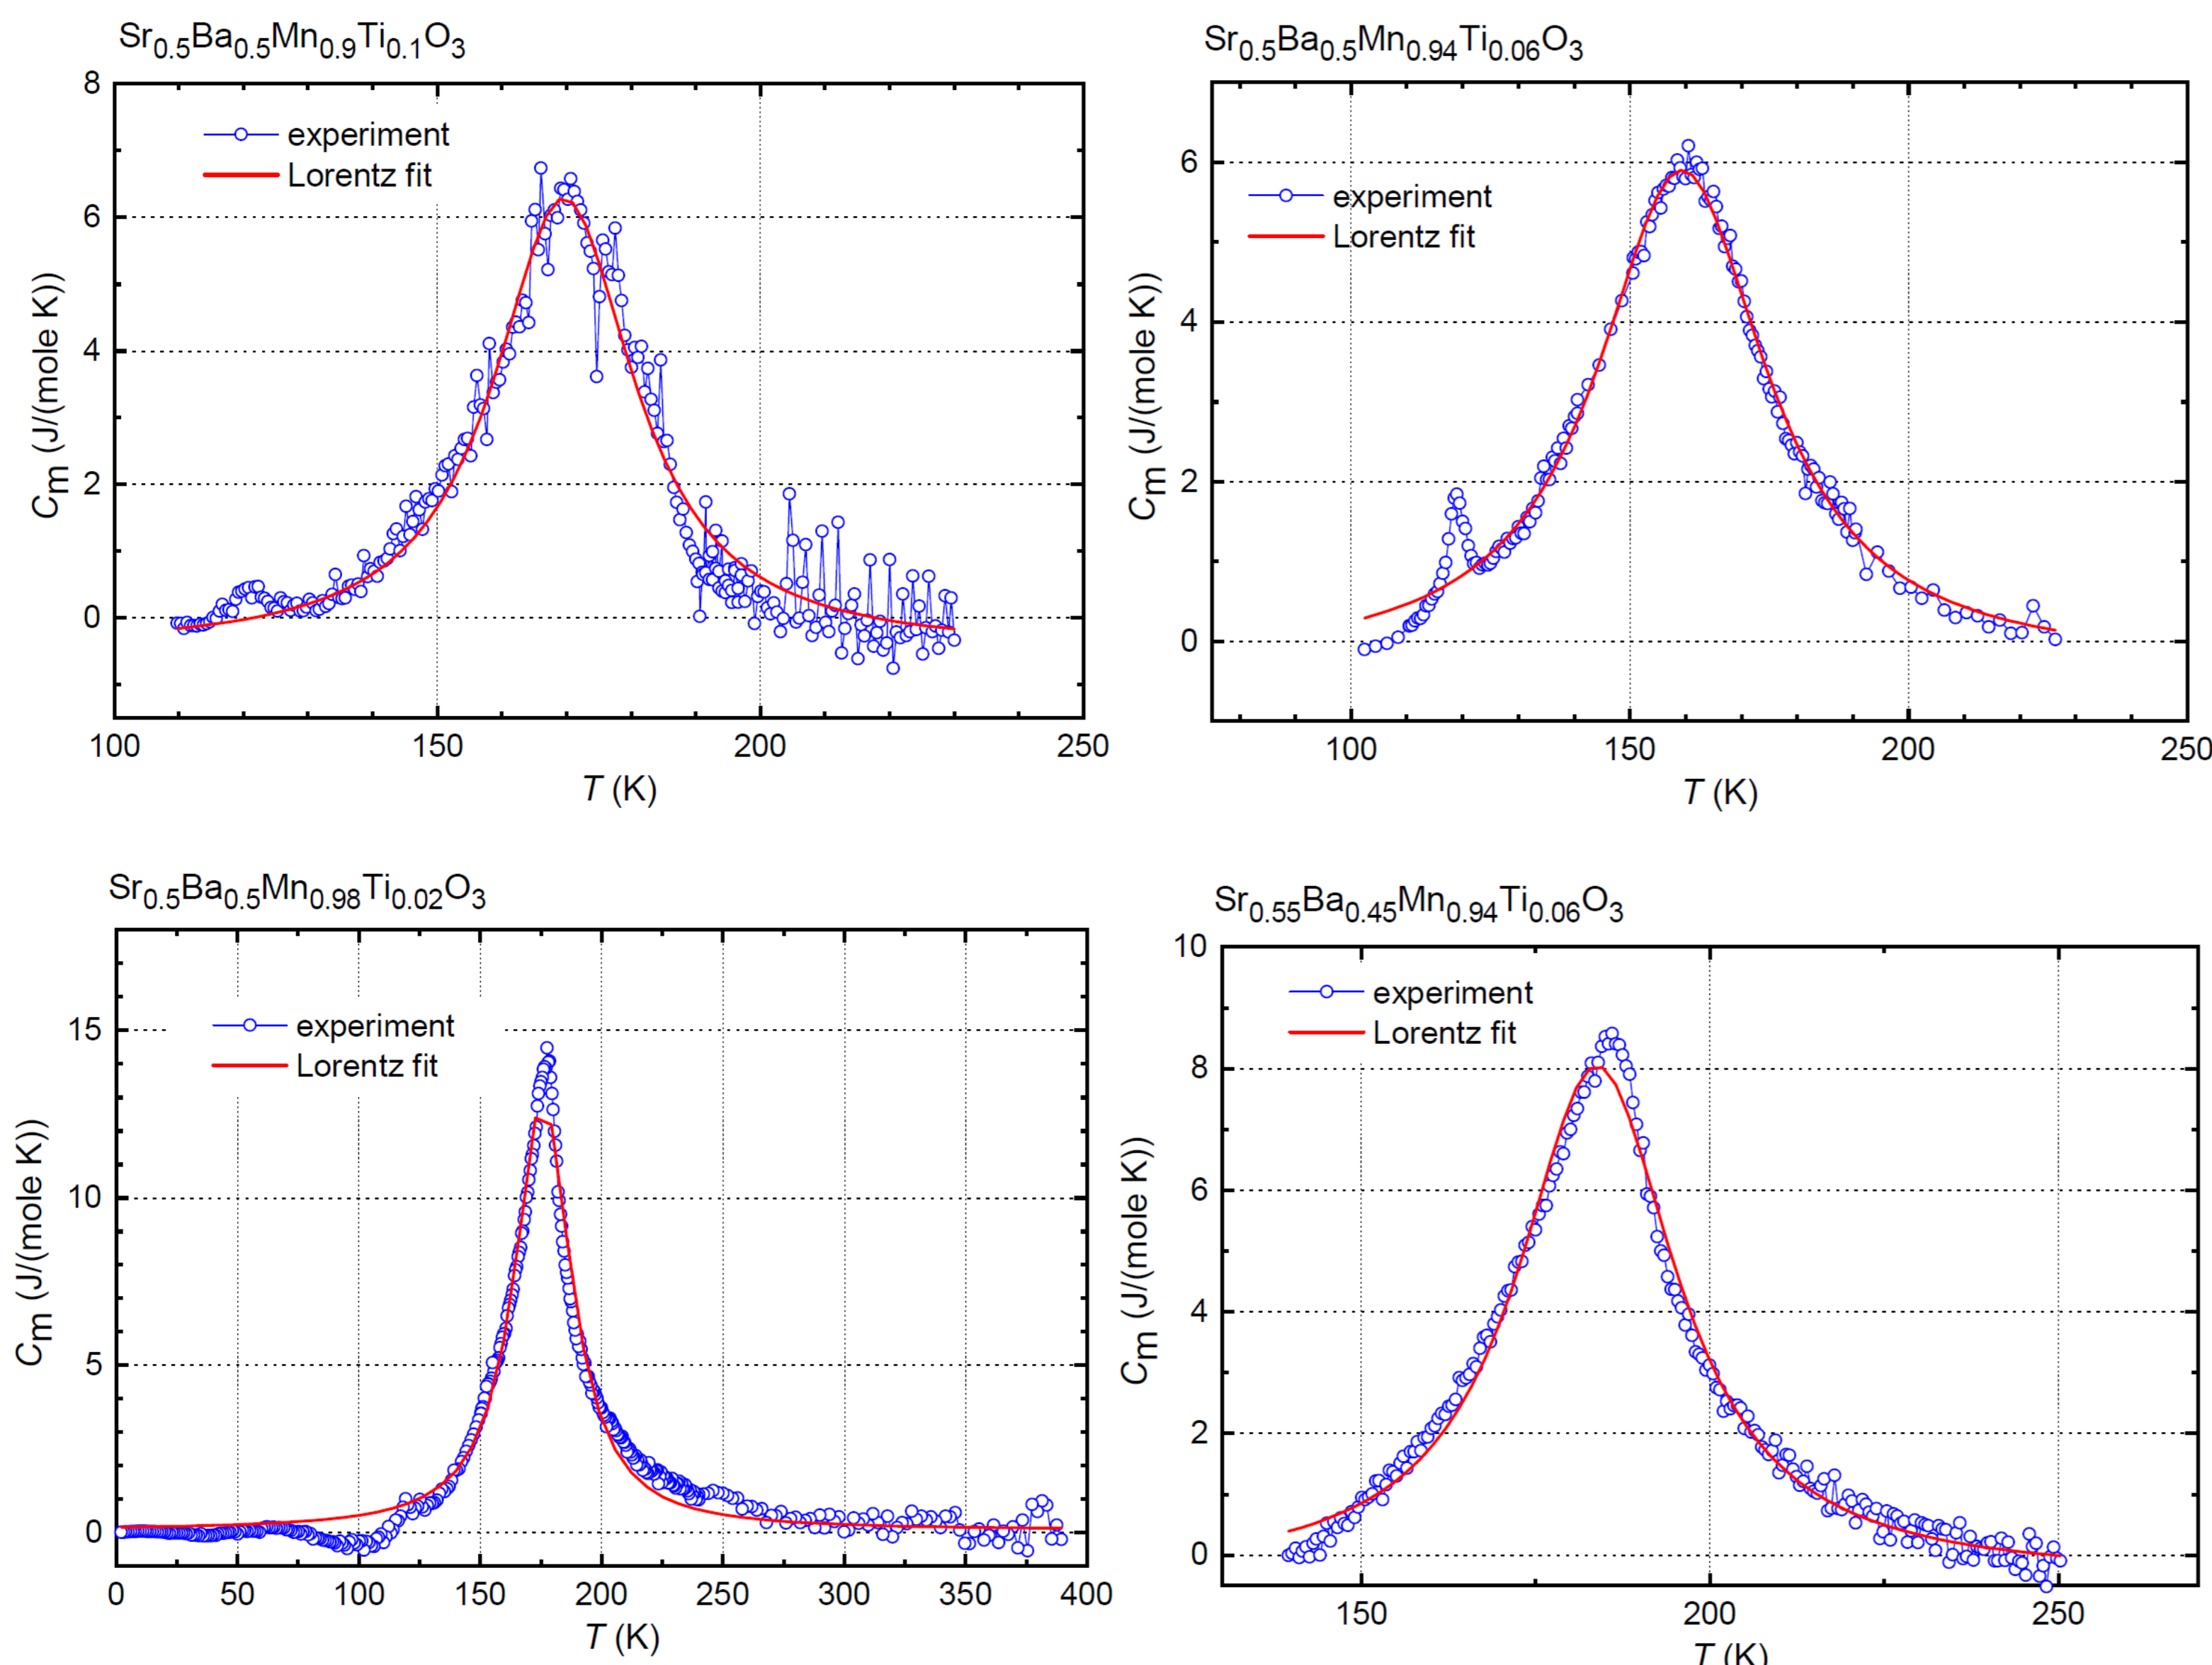 Sr0.5Ba0.5Mn0.9Ti0.1O3
8
6
4
2
0
experiment
Lorentz fit
Cm (J/(mole K))
100 150 200 250
T (K)
Sr0.5Ba0.5Mn0.94Ti0.06O3
6
4
2
0
experiment
Lorentz fit
Cm (J/(mole K))
100 150 200 250
T (K)
Sr0.5Ba0.5Mn0.98Ti0.02O3
15
10
5
0
experiment
Lorentz fit
Cm (J/(mole K))
0 50 100 150 200 250 300 350 400
T (K)
Sr0.55Ba0.45Mn0.94Ti0.06O3
10
8
6
4
2
0
experiment
Lorentz fit
Cm (J/(mole K))
150 200 250
T (K)